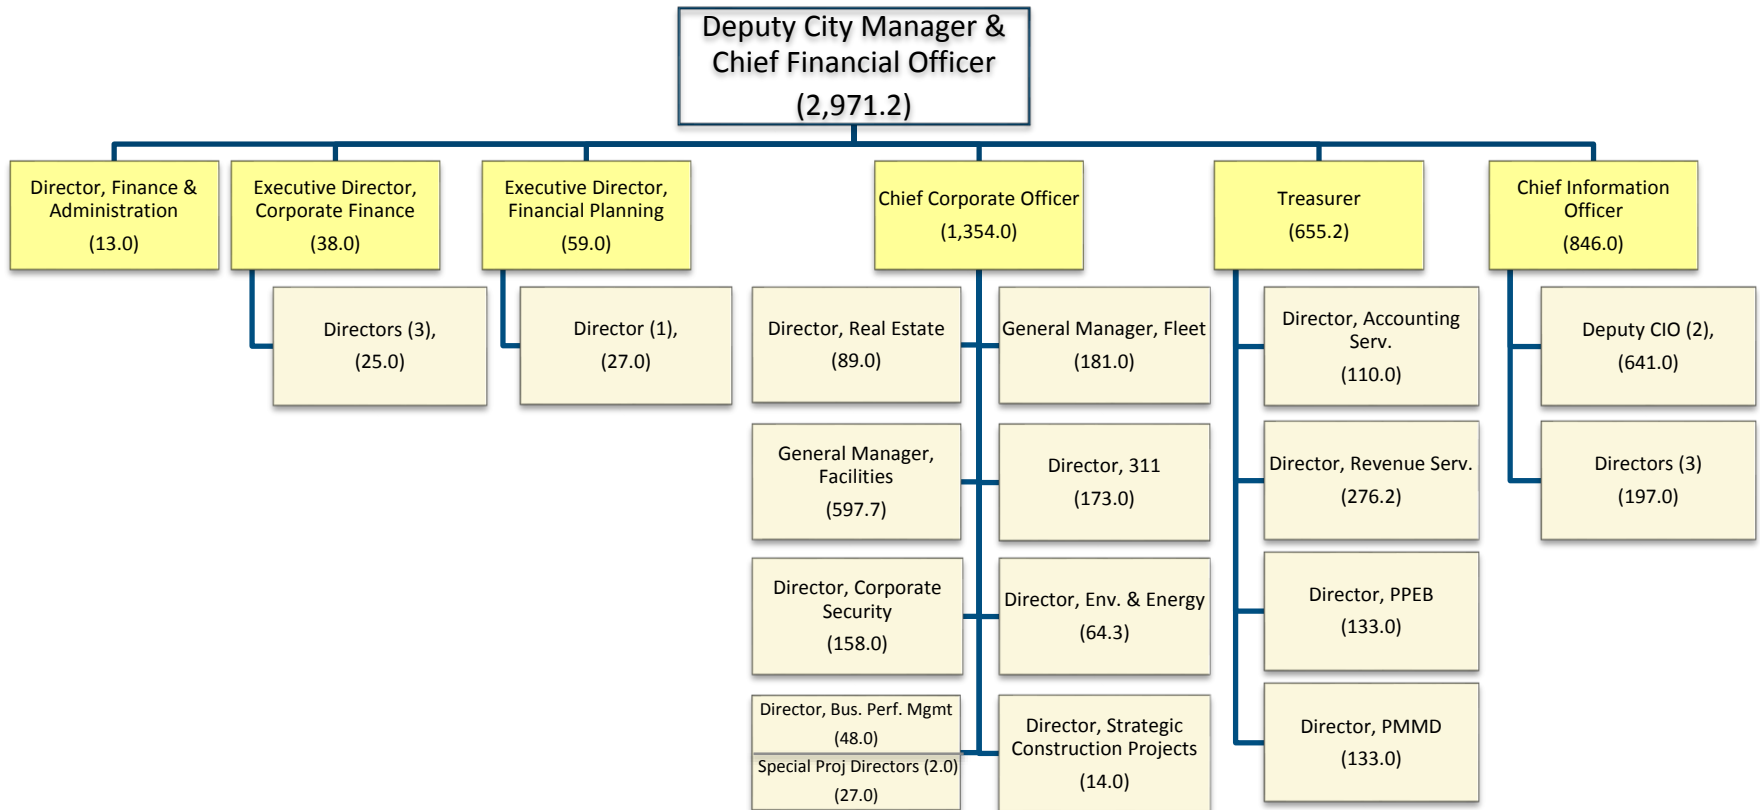 Deputy City Manager &
Chief Financial Officer
(2,971.2)
Director, Finance &
Administration
(13.0)
Executive Director,
Corporate Finance
(38.0)
Executive Director,
Financial Planning
(59.0)
Chief Corporate Officer
(1,354.0)
Treasurer
(655.2)
Chief Information
Officer
(846.0)
Directors (3),
(25.0)
Director (1),
(27.0)
Director, Real Estate
(89.0)
General Manager, Fleet
(181.0)
General Manager,
Facilities
(597.7)
Director, 311
(173.0)
Director, Corporate
Security
(158.0)
Director, Env. & Energy
(64.3)
Director, Bus. Perf. Mgmt
(48.0)
Special Proj Directors (2.0)
(27.0)
Director, Strategic
Construction Projects
(14.0)
Director, Accounting
Serv.
(110.0)
Director, Revenue Serv.
(276.2)
Director, PPEB
(133.0)
Director, PMMD
(133.0)
Deputy CIO (2),
(641.0)
Directors (3)
(197.0)